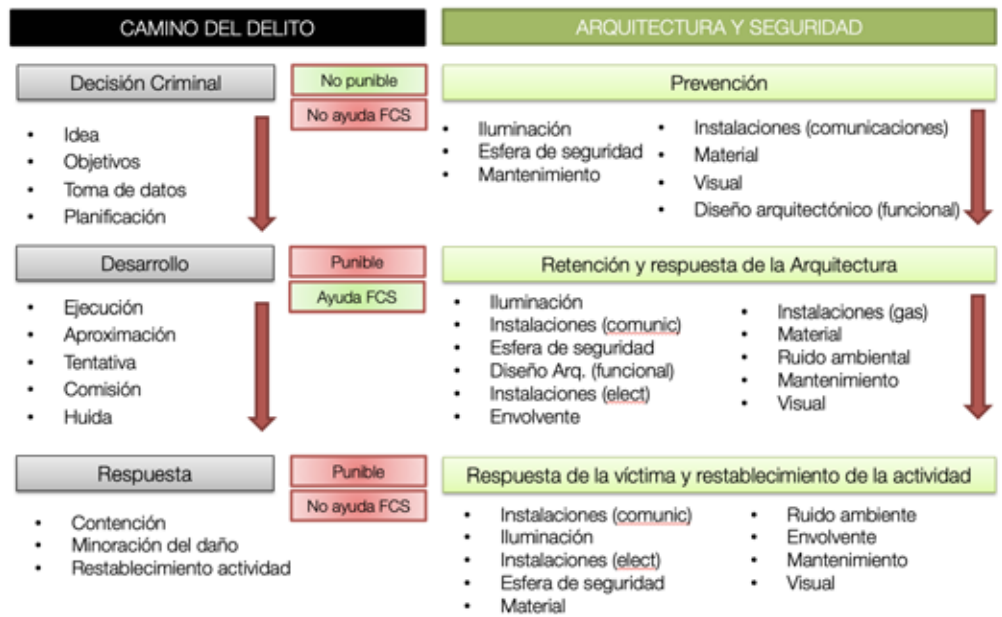 CAMINO DEL DELITO
ARQUITECTURA Y SEGURIDAD
Decisión Criminal
No punible
No ayuda FCS
• Idea
• Objetivos
• Toma de datos
• Planificación
Prevención
• Iluminación
• Esfera de seguridad
• Mantenimiento
• Instalaciones (comunicaciones)
• Material
• Visual
• Diseño arquitectónico (funcional)
Desarrollo
Punible
Ayuda FCS
• Ejecución
• Aproximación
• Tentativa
• Comisión
• Huida
Retención y respuesta de la Arquitectura
• Iluminación
• Instalaciones (comunic)
• Esfera de seguridad
• Diseño Arq. (funcional)
• Instalaciones (elect)
• Envolvente
• Instalaciones (gas)
• Material
• Ruido ambiental
• Mantenimiento
• Visual
Respuesta
Punible
No ayuda FCS
• Contención
• Minoración del daño
• Restablecimiento actividad
Respuesta de la víctima y restablecimiento de la actividad
• Instalaciones (comunic)
• Iluminación
• Instalaciones (elect)
• Esfera de seguridad
• Material
• Ruido ambiente
• Envolvente
• Mantenimiento
• Visual